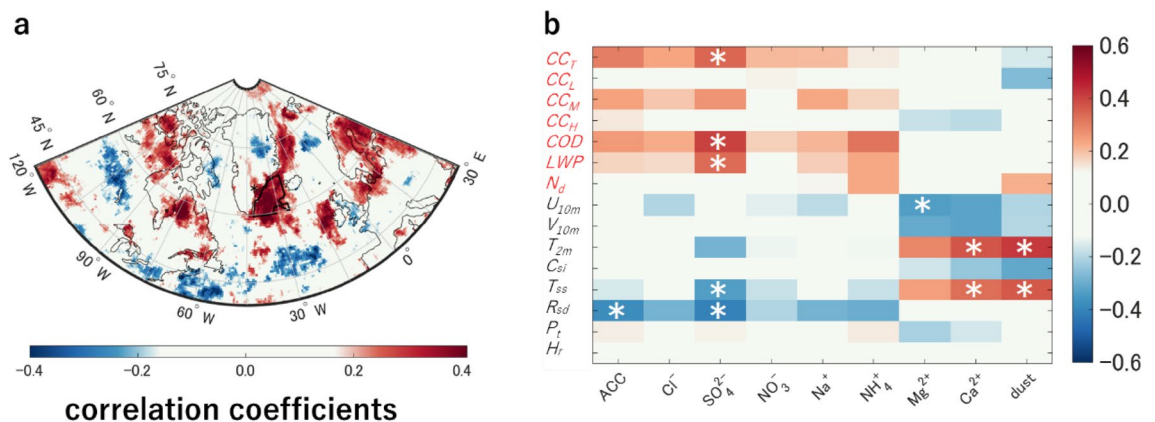 a
75° N
60° N
45° N
120° W
90° W
60° W
30° W
0°
30° E
−0.4 −0.2 0.0 0.2 0.4
correlation coefficients
b
CC_T
CC_L
CC_M
CC_H
COD
LWP
N_d
U_10m
V_10m
T_2m
C_si
T_ss
R_sd
P_t
H_r
* * * * * * * * * * *
ACC Cl⁻ SO₄²⁻ NO₃⁻ Na⁺ NH₄⁺ Mg²⁺ Ca²⁺ dust
0.6
0.4
0.2
0.0
−0.2
−0.4
−0.6